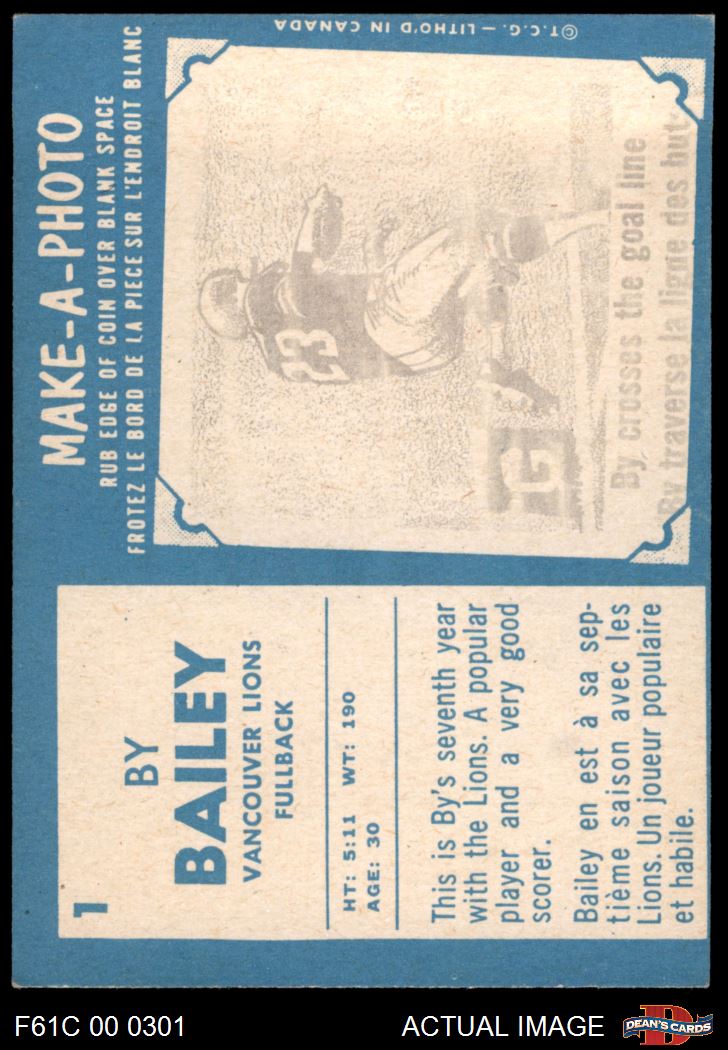 1
BY
BAILEY
VANCOUVER LIONS
FULLBACK
HT: 5:11 WT: 190
AGE: 30
This is By's seventh year
with the Lions. A popular
player and a very good
scorer.
Bailey en est à sa sep-
tième saison avec les
Lions. Un joueur populaire
et habile.
MAKE-A-PHOTO
RUB EDGE OF COIN OVER BLANK SPACE
FROTEZ LE BORD DE LA PIECE SUR L'ENDROIT BLANC
23
G
By crosses the goal line
By traverse la ligne des but
©T.C.G. — LITHO'D IN CANADA
F61C 00 0301
ACTUAL IMAGE
D
DEAN'S CARDS